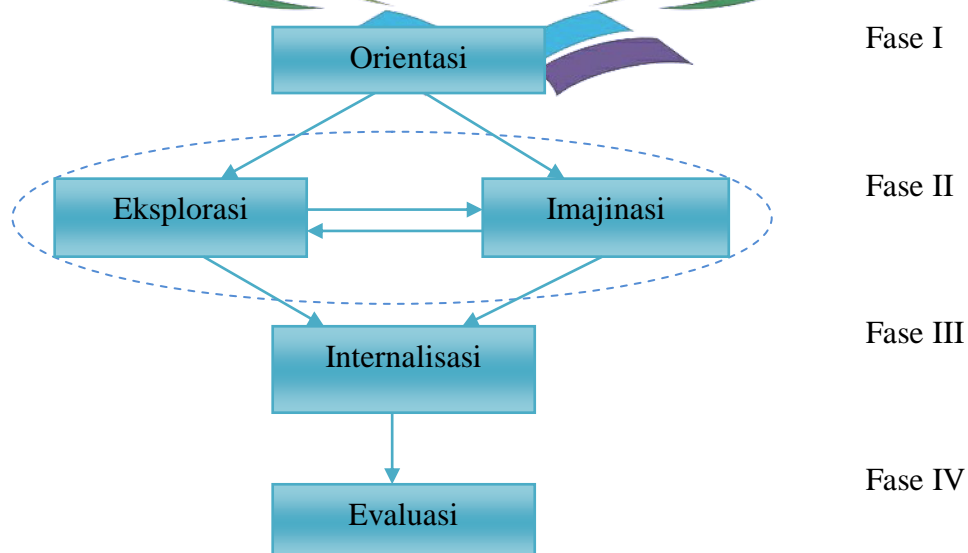 Orientasi
Fase I
Eksplorasi
Imajinasi
Fase II
Internalisasi
Fase III
Evaluasi
Fase IV